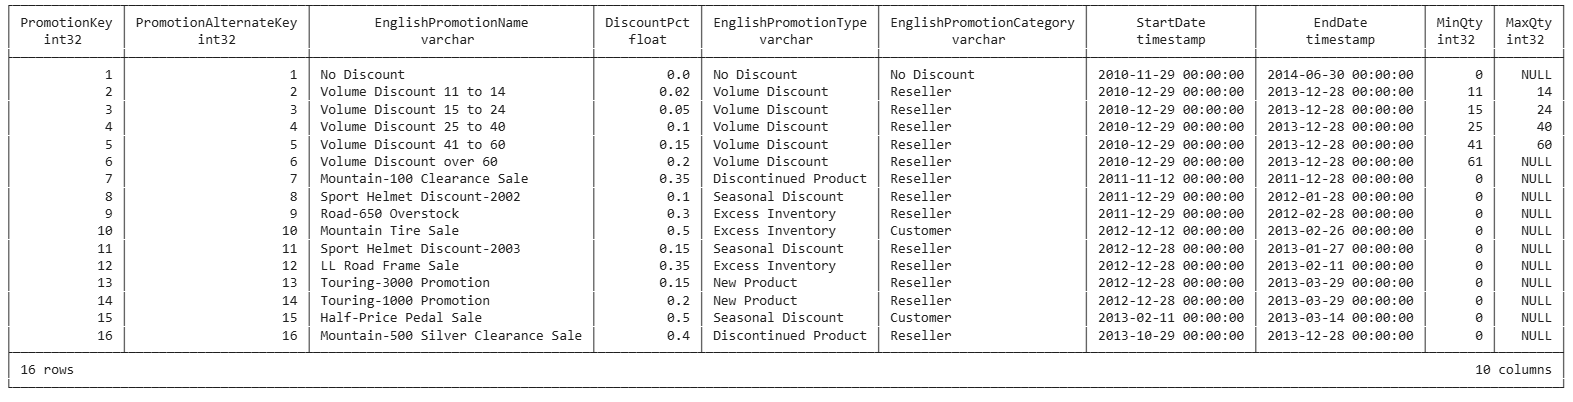 PromotionKey PromotionAlternateKey EnglishPromotionName DiscountPct EnglishPromotionType EnglishPromotionCategory StartDate EndDate MinQty MaxQty
int32 int32 varchar float varchar varchar timestamp timestamp int32 int32
1 1 No Discount 0.0 No Discount No Discount 2010-11-29 00:00:00 2014-06-30 00:00:00 0 NULL
2 2 Volume Discount 11 to 14 0.02 Volume Discount Reseller 2010-12-29 00:00:00 2013-12-28 00:00:00 11 14
3 3 Volume Discount 15 to 24 0.05 Volume Discount Reseller 2010-12-29 00:00:00 2013-12-28 00:00:00 15 24
4 4 Volume Discount 25 to 40 0.1 Volume Discount Reseller 2010-12-29 00:00:00 2013-12-28 00:00:00 25 40
5 5 Volume Discount 41 to 60 0.15 Volume Discount Reseller 2010-12-29 00:00:00 2013-12-28 00:00:00 41 60
6 6 Volume Discount over 60 0.2 Volume Discount Reseller 2010-12-29 00:00:00 2013-12-28 00:00:00 61 NULL
7 7 Mountain-100 Clearance Sale 0.35 Discontinued Product Reseller 2011-11-12 00:00:00 2011-12-28 00:00:00 0 NULL
8 8 Sport Helmet Discount-2002 0.1 Seasonal Discount Reseller 2011-12-29 00:00:00 2012-01-28 00:00:00 0 NULL
9 9 Road-650 Overstock 0.3 Excess Inventory Reseller 2011-12-29 00:00:00 2012-02-28 00:00:00 0 NULL
10 10 Mountain Tire Sale 0.5 Excess Inventory Customer 2012-12-12 00:00:00 2013-02-26 00:00:00 0 NULL
11 11 Sport Helmet Discount-2003 0.15 Seasonal Discount Reseller 2012-12-28 00:00:00 2013-01-27 00:00:00 0 NULL
12 12 LL Road Frame Sale 0.35 Excess Inventory Reseller 2012-12-28 00:00:00 2013-02-11 00:00:00 0 NULL
13 13 Touring-3000 Promotion 0.15 New Product Reseller 2012-12-28 00:00:00 2013-03-29 00:00:00 0 NULL
14 14 Touring-1000 Promotion 0.2 New Product Reseller 2012-12-28 00:00:00 2013-03-29 00:00:00 0 NULL
15 15 Half-Price Pedal Sale 0.5 Seasonal Discount Customer 2013-02-11 00:00:00 2013-03-14 00:00:00 0 NULL
16 16 Mountain-500 Silver Clearance Sale 0.4 Discontinued Product Reseller 2013-10-29 00:00:00 2013-12-28 00:00:00 0 NULL
16 rows 10 columns